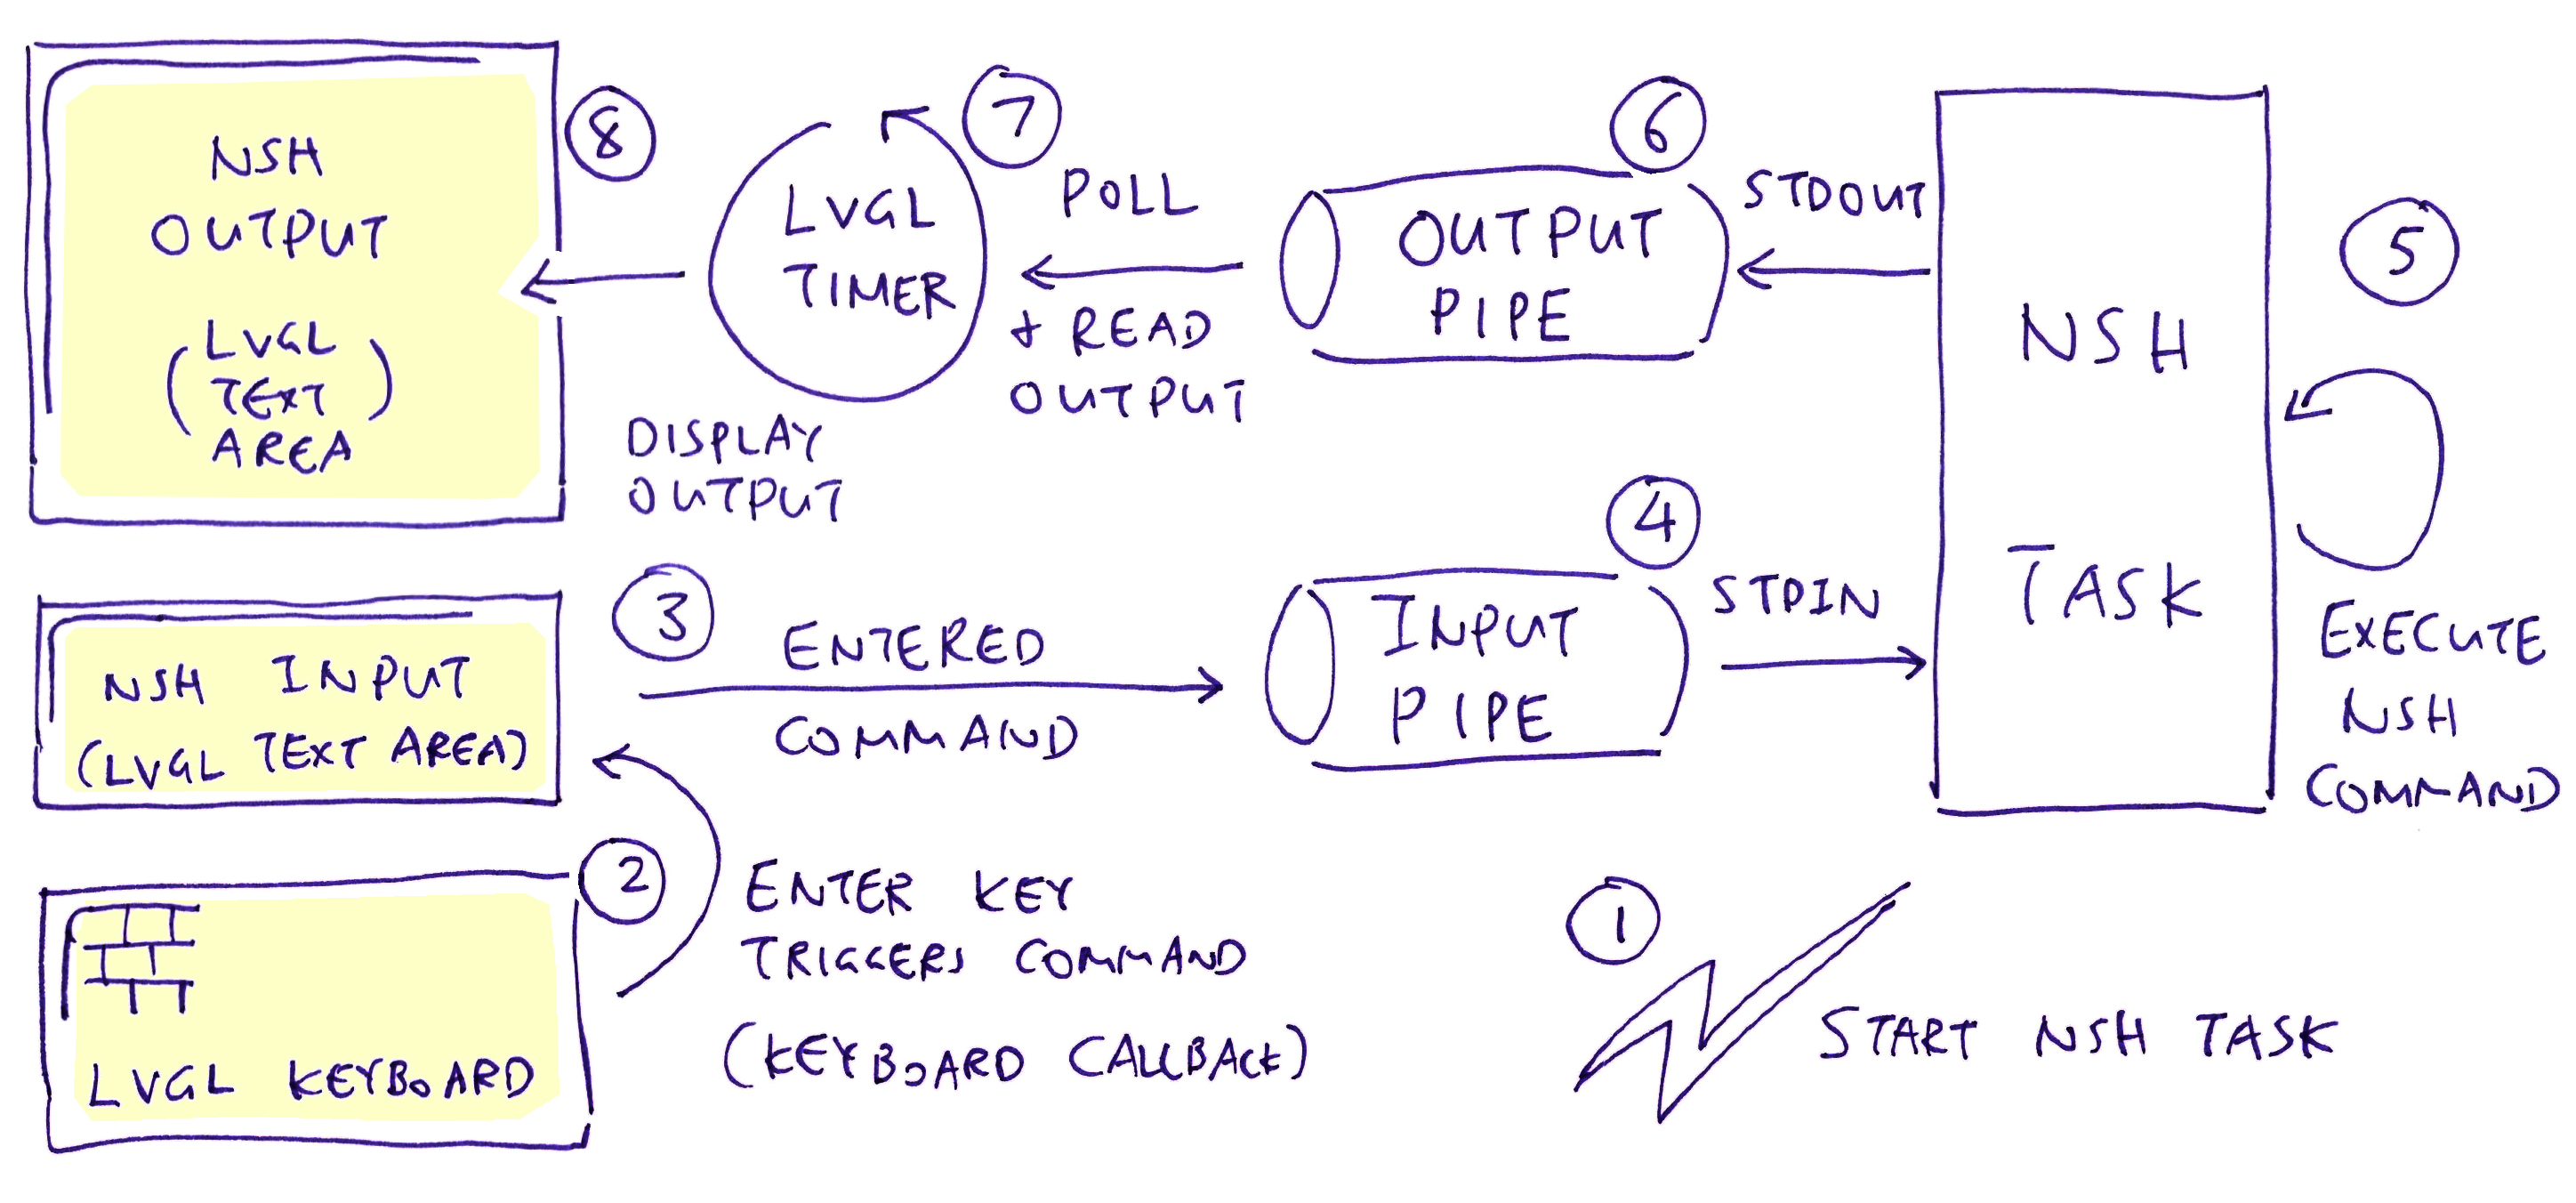 NSH
OUTPUT
(LVGL
TEXT
AREA)
8
LVGL
TIMER
7
DISPLAY
OUTPUT
POLL
+ READ
OUTPUT
6
OUTPUT
PIPE
STDOUT
NSH
TASK
5
EXECUTE
NSH
COMMAND
NSH INPUT
(LVGL TEXT AREA)
3
ENTERED
COMMAND
4
INPUT
PIPE
STDIN
2
LVGL KEYBOARD
ENTER KEY
TRIGGERS COMMAND
(KEYBOARD CALLBACK)
1
START NSH TASK